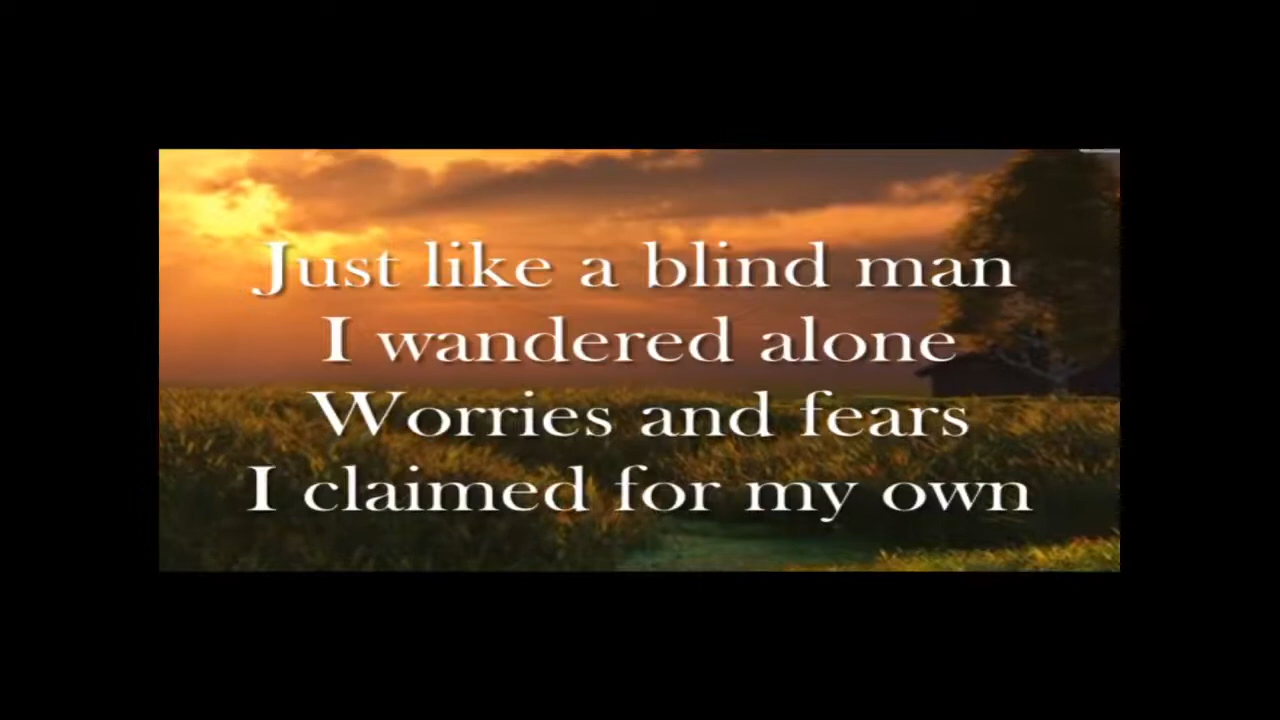 Just like a blind man
I wandered alone
Worries and fears
I claimed for my own